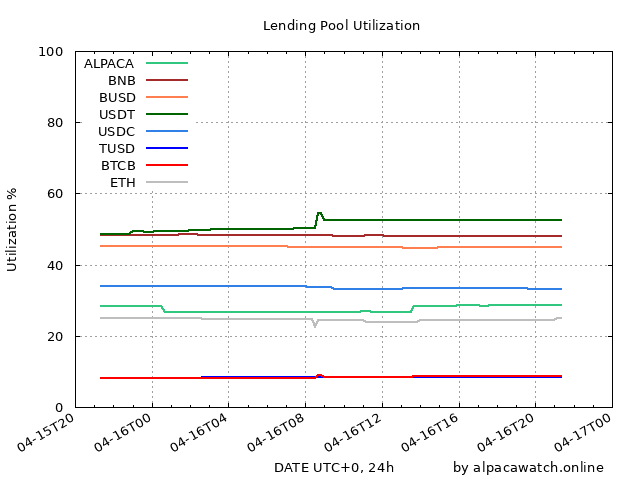 Lending Pool Utilization
100
80
60
40
20
0
Utilization %
ALPACA
BNB
BUSD
USDT
USDC
TUSD
BTCB
ETH
04-15T20
04-16T00
04-16T04
04-16T08
04-16T12
04-16T16
04-16T20
04-17T00
DATE UTC+0, 24h
by alpacawatch.online